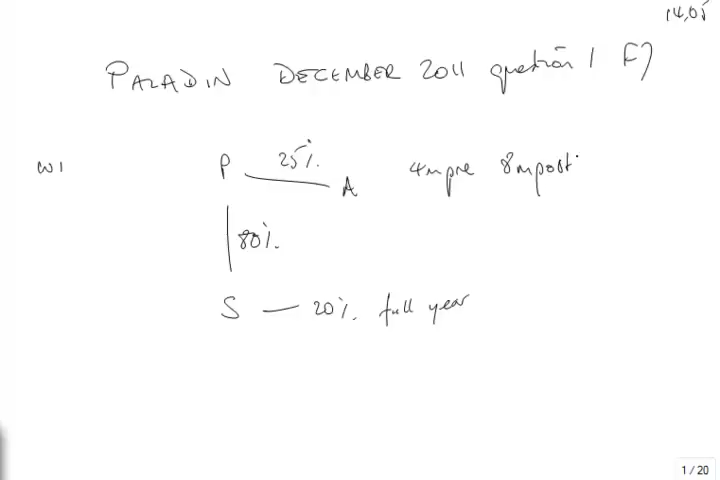 14,05
PALADIN DECEMBER 2011 question 1 F7
W1 P 25% A 4m pre 8m post
80%
S — 20% full year
1 / 20